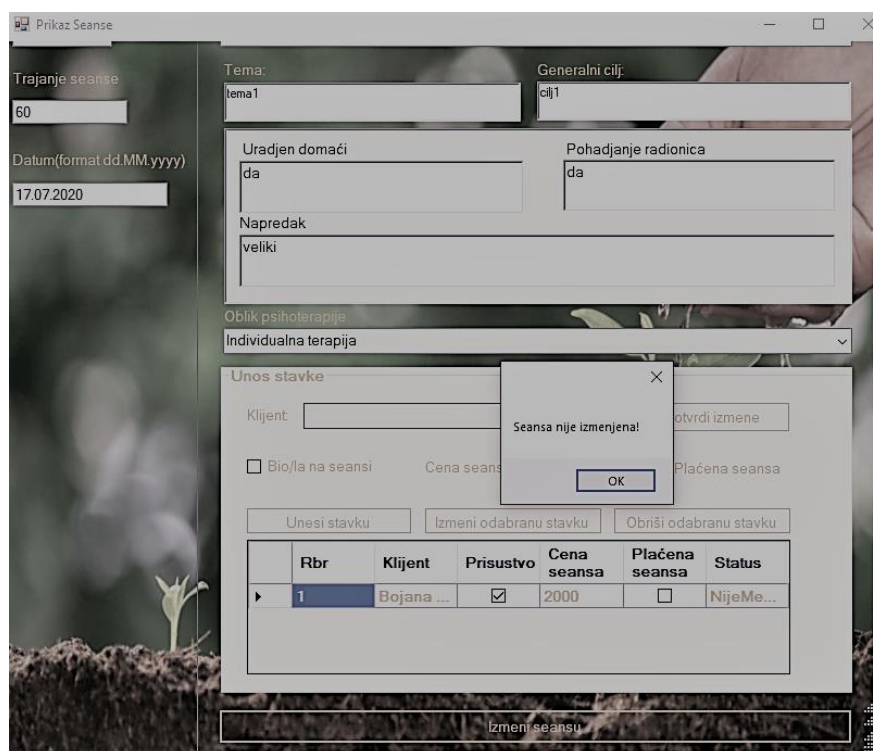 Prikaz Seanse
Trajanje seanse
60
Datum(format dd.MM.yyyy)
17.07.2020
Tema:
Generalni cilj:
tema1
cilj1
Uradjen domaći
Pohadjanje radionica
da
da
Napredak
veliki
Oblik psihoterapije
Individualna terapija
Unos stavke
Klijent:
otvrdi izmene
Bio/la na seansi
Cena seans
Plaćena seansa
Seansa nije izmenjena!
OK
Unesi stavku
Izmeni odabranu stavku
Obriši odabranu stavku
Rbr
Klijent
Prisustvo
Cena
seansa
Plaćena
seansa
Status
1
Bojana ...
2000
NijeMe...
Izmeni seansu